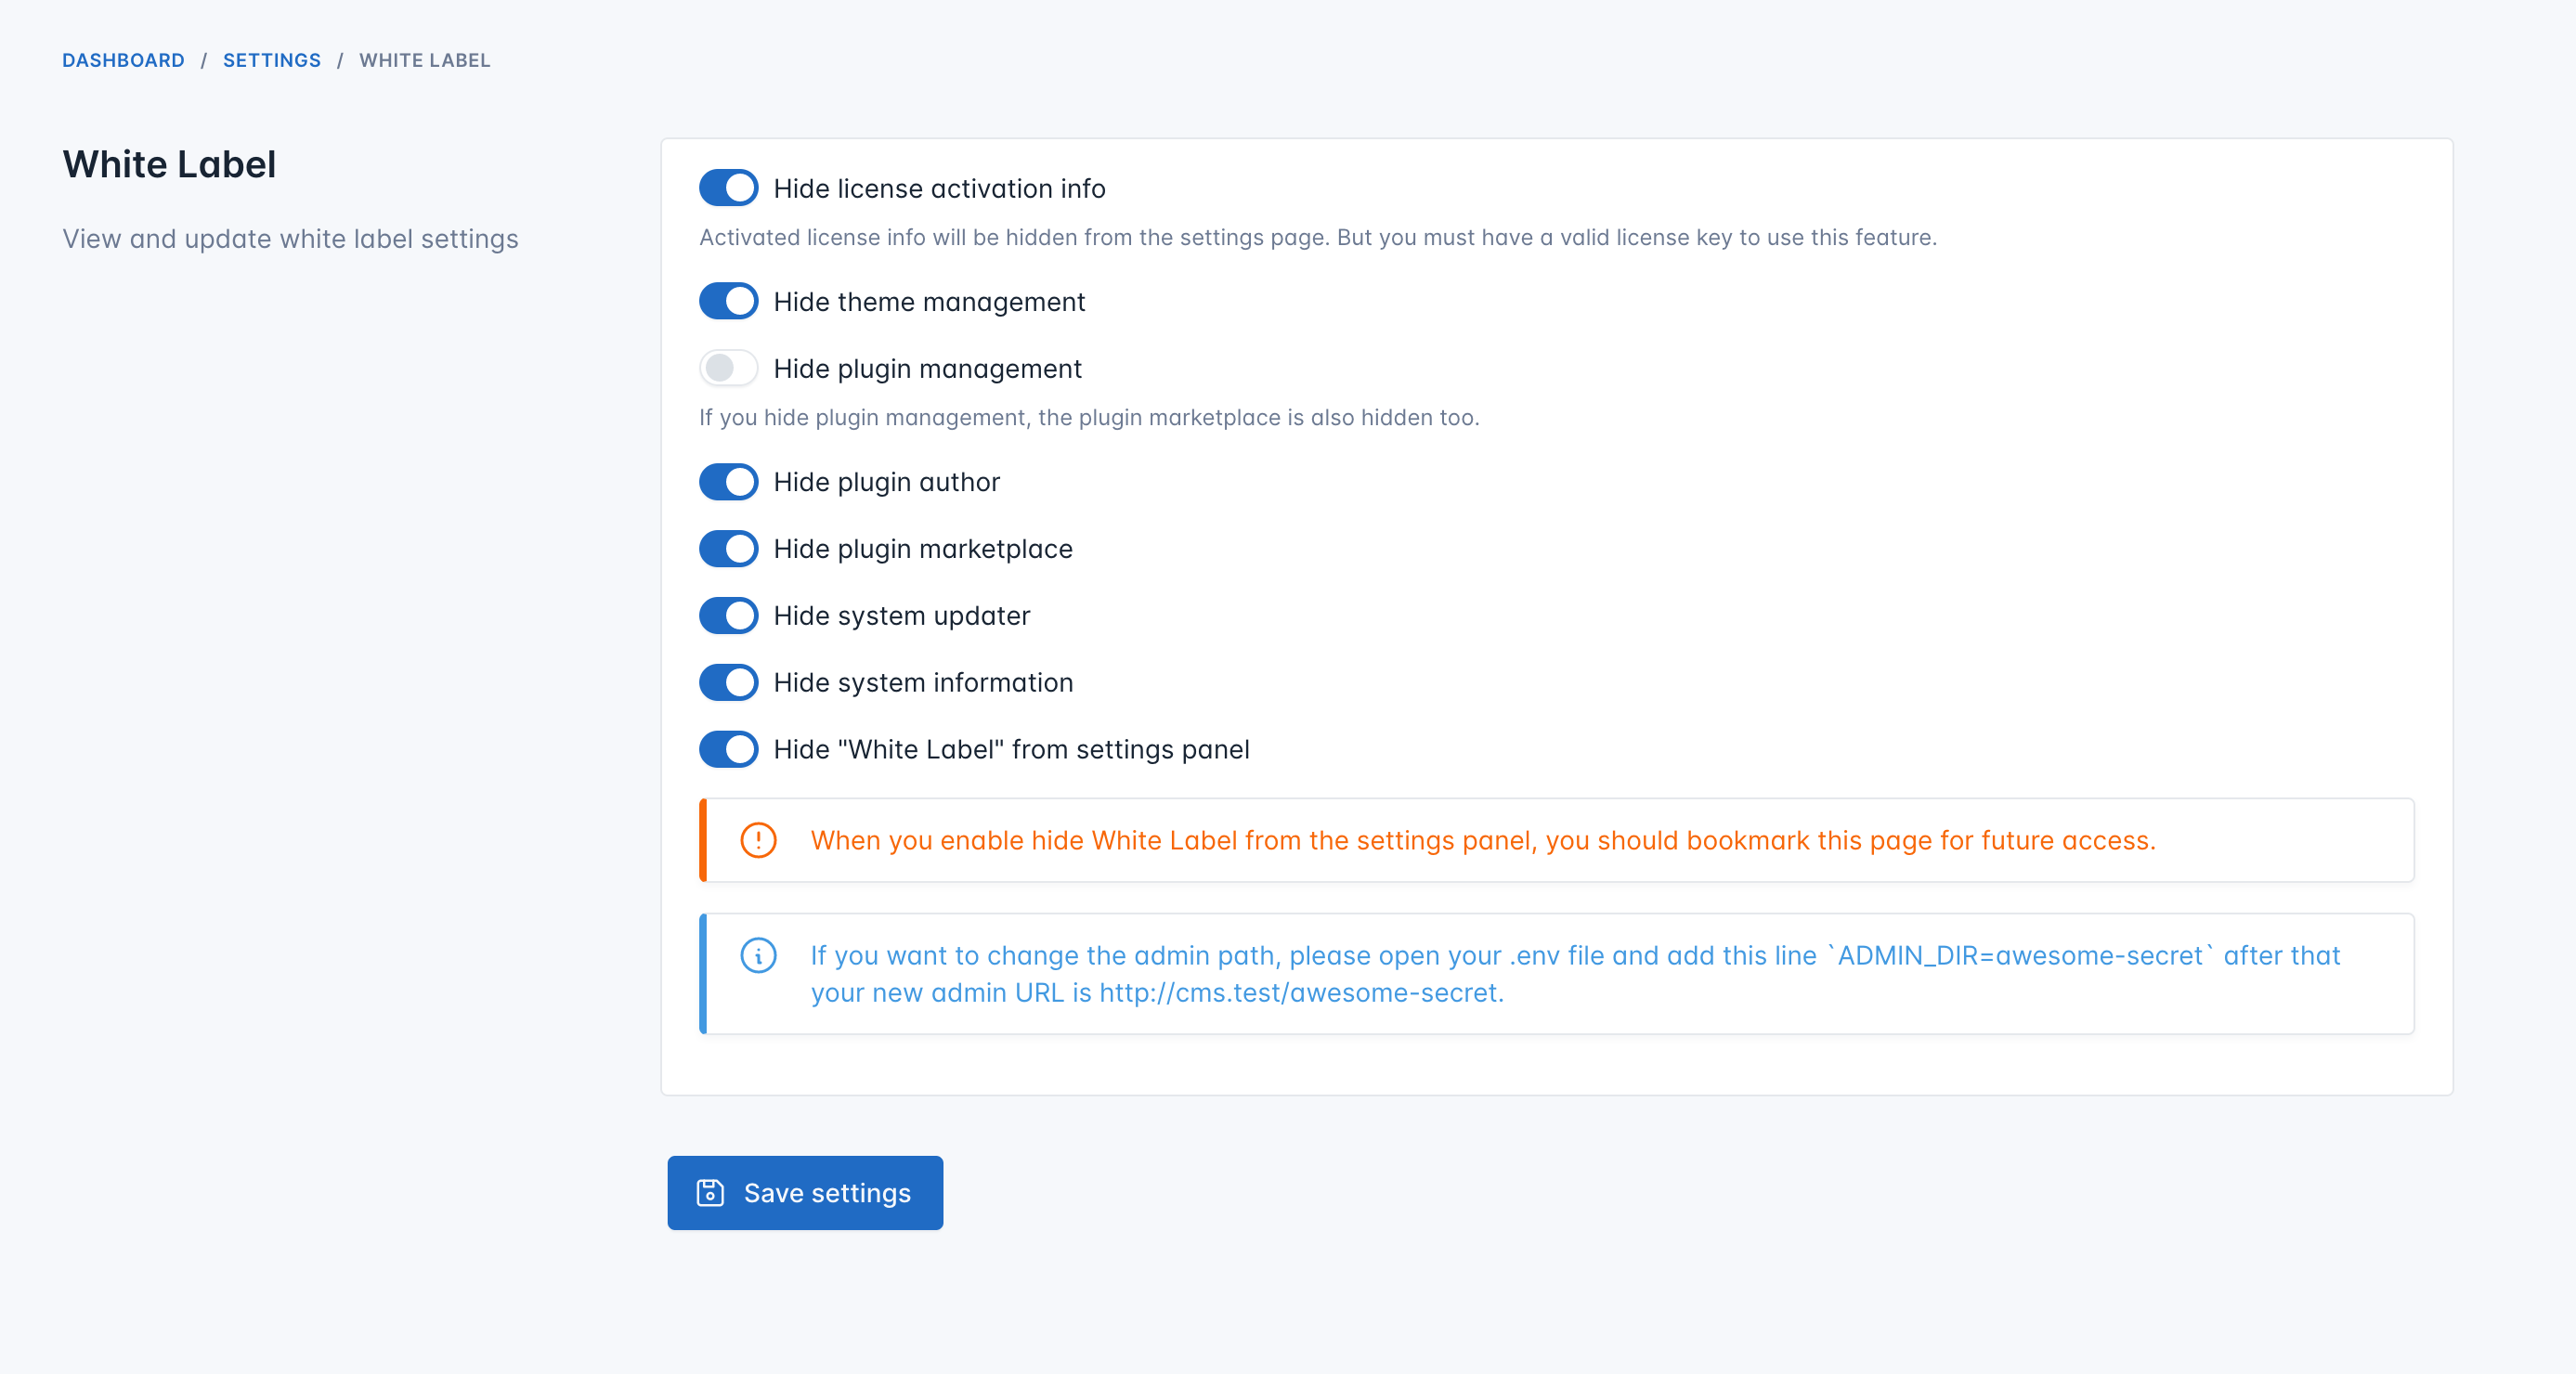 DASHBOARD / SETTINGS / WHITE LABEL
White Label
View and update white label settings
Hide license activation info
Activated license info will be hidden from the settings page. But you must have a valid license key to use this feature.
Hide theme management
Hide plugin management
If you hide plugin management, the plugin marketplace is also hidden too.
Hide plugin author
Hide plugin marketplace
Hide system updater
Hide system information
Hide "White Label" from settings panel
When you enable hide White Label from the settings panel, you should bookmark this page for future access.
If you want to change the admin path, please open your .env file and add this line `ADMIN_DIR=awesome-secret` after that
your new admin URL is http://cms.test/awesome-secret.
Save settings